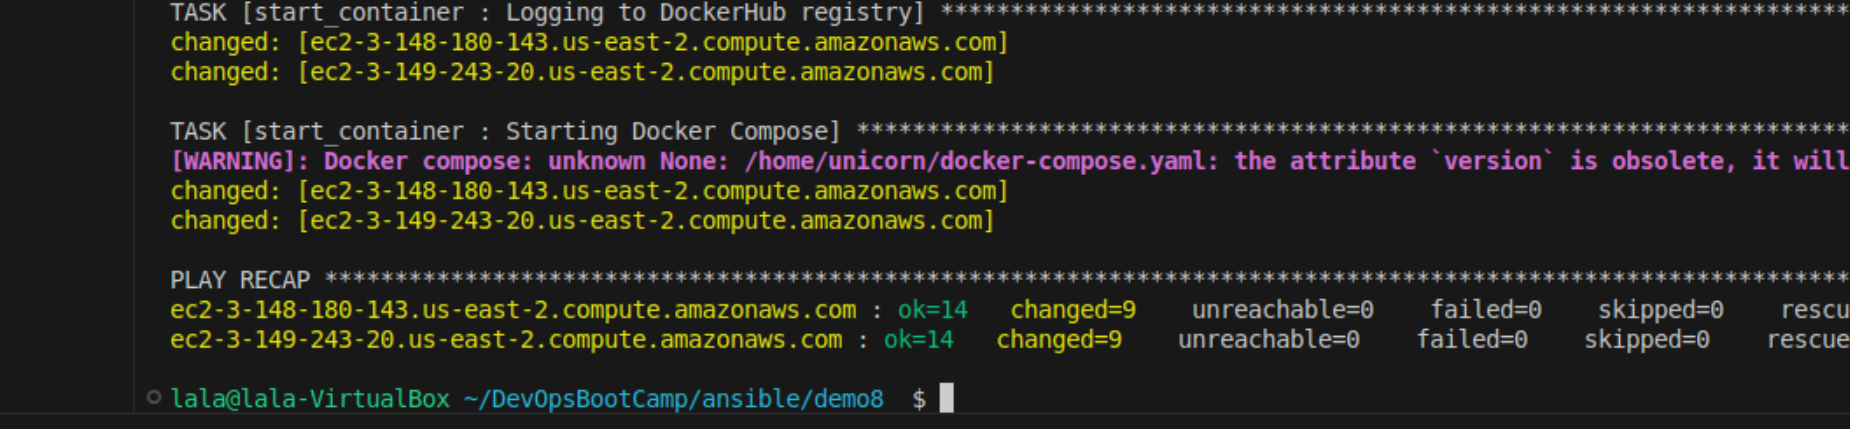 TASK [start_container : Logging to DockerHub registry] *****************************************************************
changed: [ec2-3-148-180-143.us-east-2.compute.amazonaws.com]
changed: [ec2-3-149-243-20.us-east-2.compute.amazonaws.com]
TASK [start_container : Starting Docker Compose] ***********************************************************************
[WARNING]: Docker compose: unknown None: /home/unicorn/docker-compose.yaml: the attribute `version` is obsolete, it will
changed: [ec2-3-148-180-143.us-east-2.compute.amazonaws.com]
changed: [ec2-3-149-243-20.us-east-2.compute.amazonaws.com]
PLAY RECAP *************************************************************************************************************
ec2-3-148-180-143.us-east-2.compute.amazonaws.com : ok=14   changed=9    unreachable=0    failed=0    skipped=0    rescu
ec2-3-149-243-20.us-east-2.compute.amazonaws.com : ok=14   changed=9    unreachable=0    failed=0    skipped=0    rescue
lala@lala-VirtualBox ~/DevOpsBootCamp/ansible/demo8  $